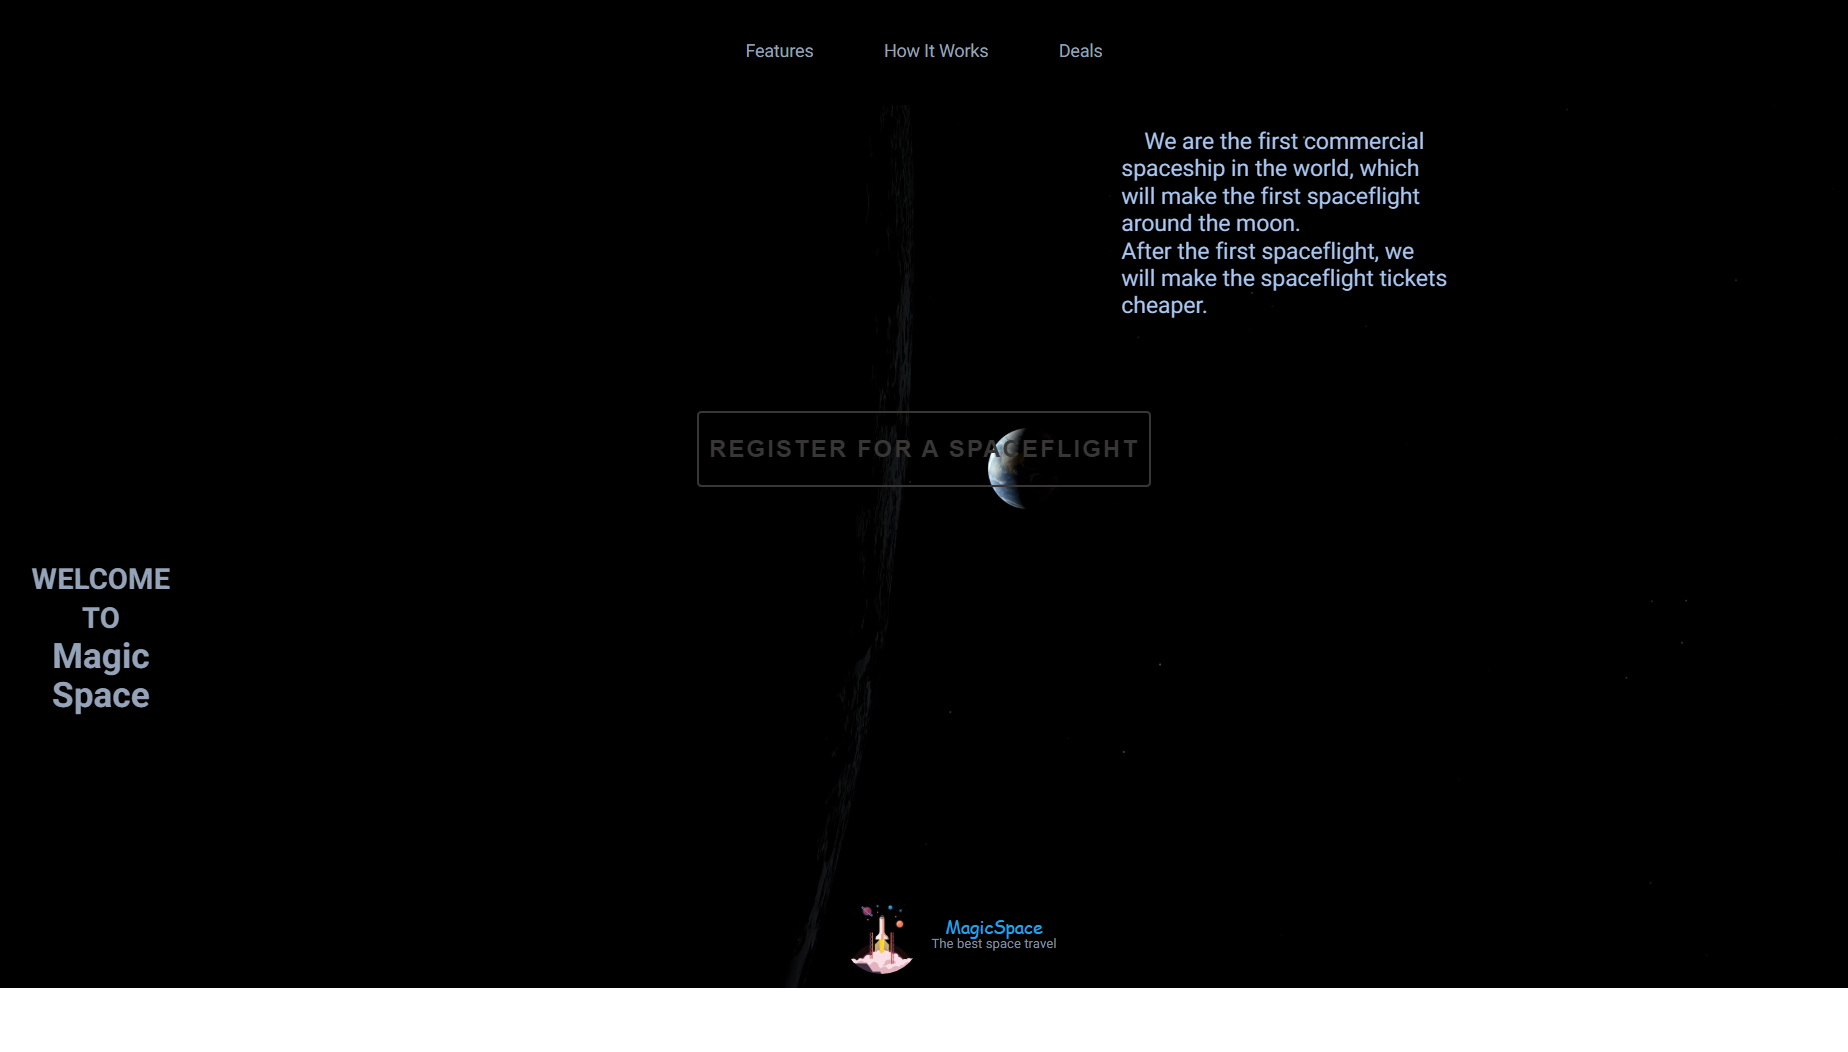 Features How It Works Deals
We are the first commercial
spaceship in the world, which
will make the first spaceflight
around the moon.
After the first spaceflight, we
will make the spaceflight tickets
cheaper.
REGISTER FOR A SPACEFLIGHT
WELCOME
TO
Magic
Space
MagicSpace
The best space travel